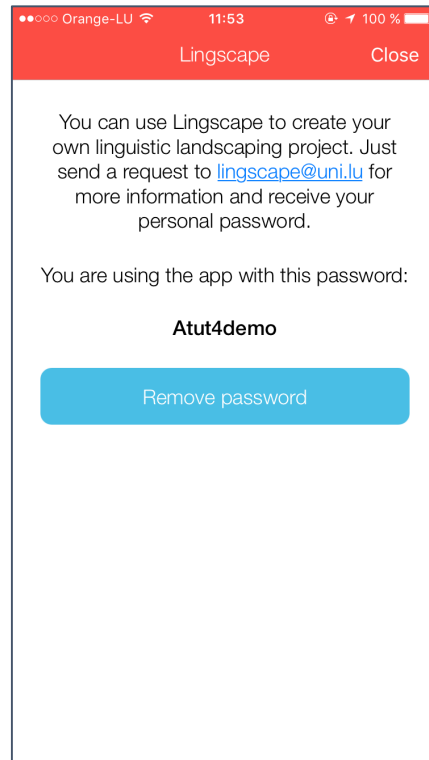 Orange-LU 11:53 100 %
Lingscape Close
You can use Lingscape to create your
own linguistic landscaping project. Just
send a request to lingscape@uni.lu for
more information and receive your
personal password.
You are using the app with this password:
Atut4demo
Remove password